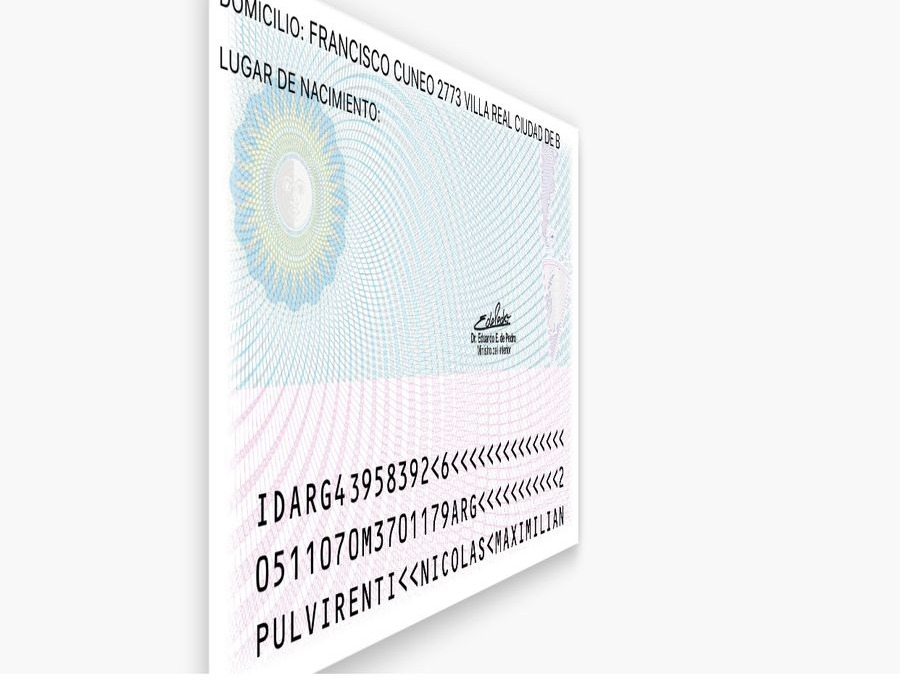 DOMICILIO: FRANCISCO CUNEO 2773 VILLA REAL CIUDAD DE B
LUGAR DE NACIMIENTO:
Dr. Eduardo E. de Pedro
Ministro del Interior
IDARG43958392<6<<<<<<<<<<<<<<<
0511070M3701179ARG<<<<<<<<<<<2
PULVIRENTI<<NICOLAS<MAXIMILIAN